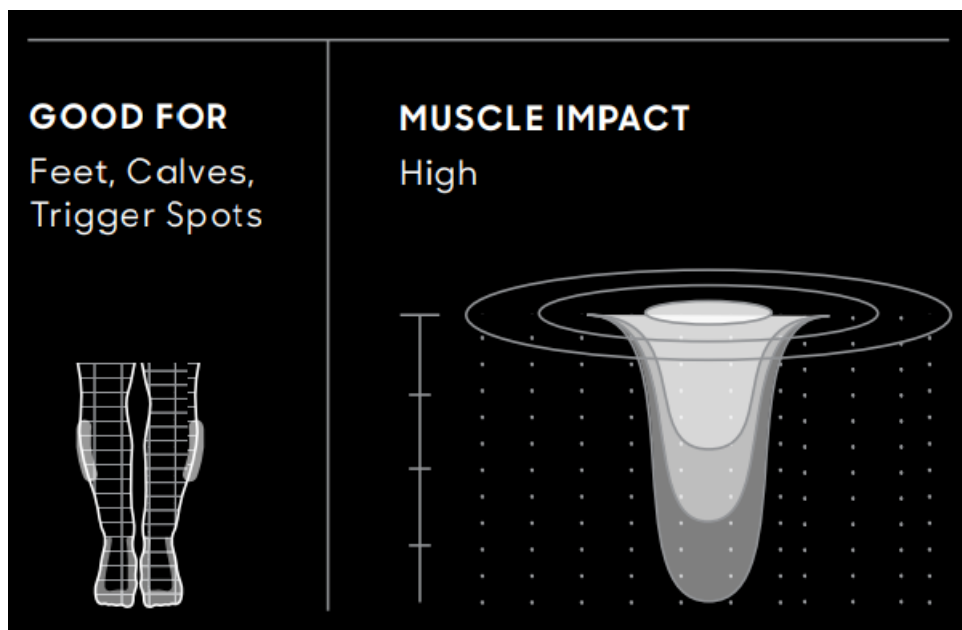 GOOD FOR
Feet, Calves,
Trigger Spots
MUSCLE IMPACT
High